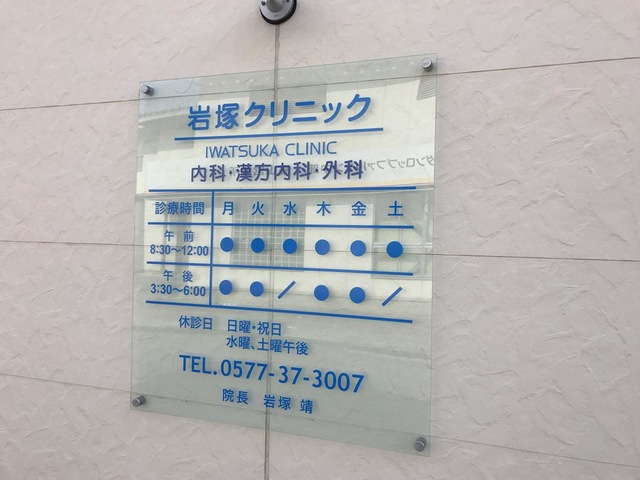 岩塚クリニック
IWATSUKA CLINIC
内科・漢方内科・外科
診療時間 月 火 水 木 金 土
午前
8:30〜12:00 ● ● ● ● ● ●
午後
3:30〜6:00 ● ● ／ ● ● ／
休診日 日曜・祝日
水曜、土曜午後
TEL.0577-37-3007
院長 岩塚 靖